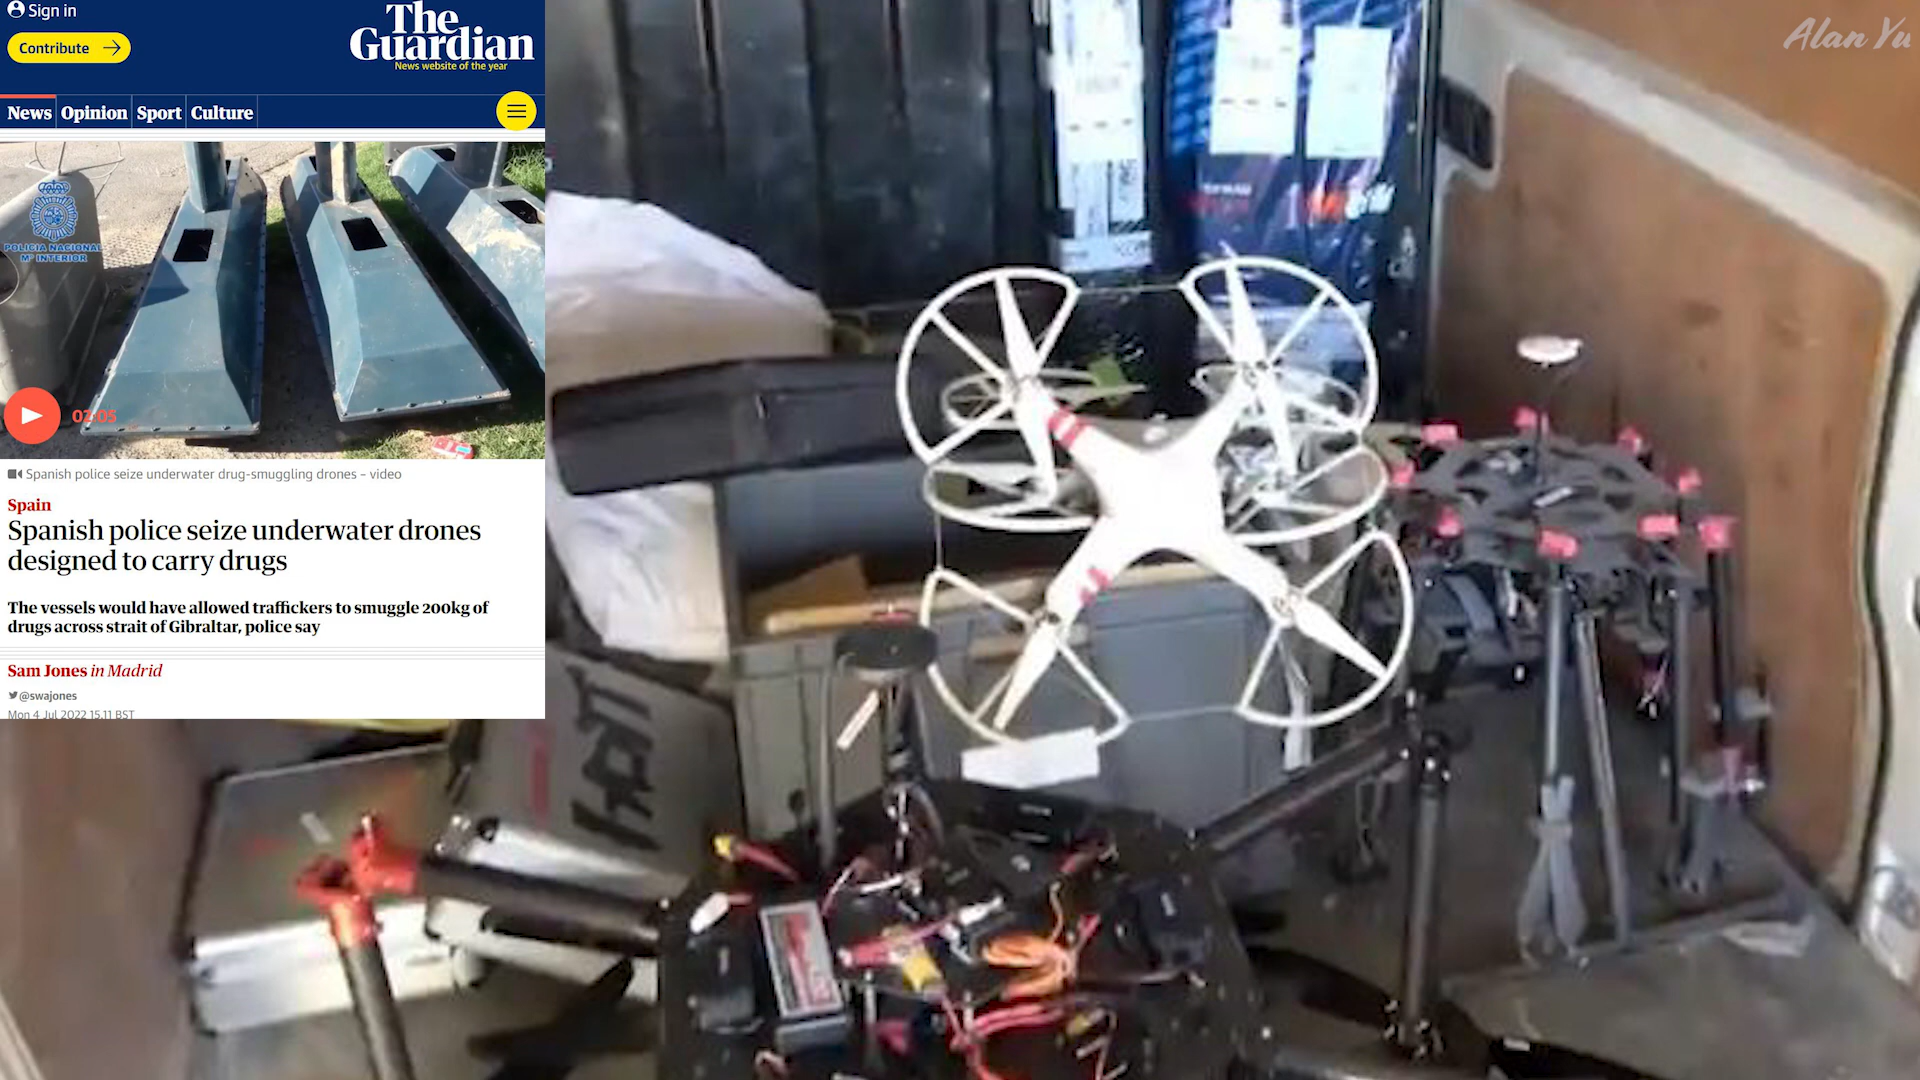 Sign in
Contribute
The
Guardian
News website of the year
News
Opinion
Sport
Culture
POLICIA NACIONAL
Mº INTERIOR
02:05
Spanish police seize underwater drug-smuggling drones – video
Spain
Spanish police seize underwater drones
designed to carry drugs
The vessels would have allowed traffickers to smuggle 200kg of
drugs across strait of Gibraltar, police say
Sam Jones in Madrid
@swajones
Mon 4 Jul 2022 15.11 BST
Alan Yu